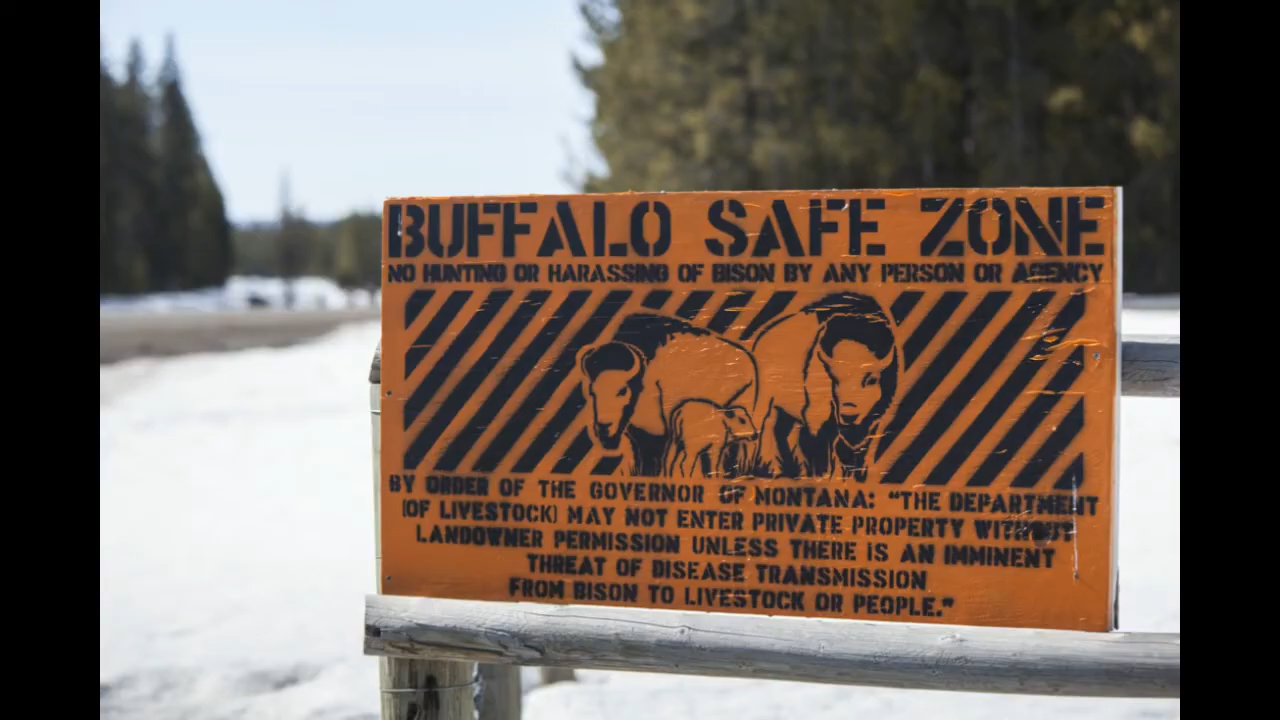 BUFFALO SAFE ZONE
NO HUNTING OR HARASSING OF BISON BY ANY PERSON OR AGENCY
BY ORDER OF THE GOVERNOR OF MONTANA: "THE DEPARTMENT
(OF LIVESTOCK) MAY NOT ENTER PRIVATE PROPERTY WITHOUT
LANDOWNER PERMISSION UNLESS THERE IS AN IMMINENT
THREAT OF DISEASE TRANSMISSION
FROM BISON TO LIVESTOCK OR PEOPLE."